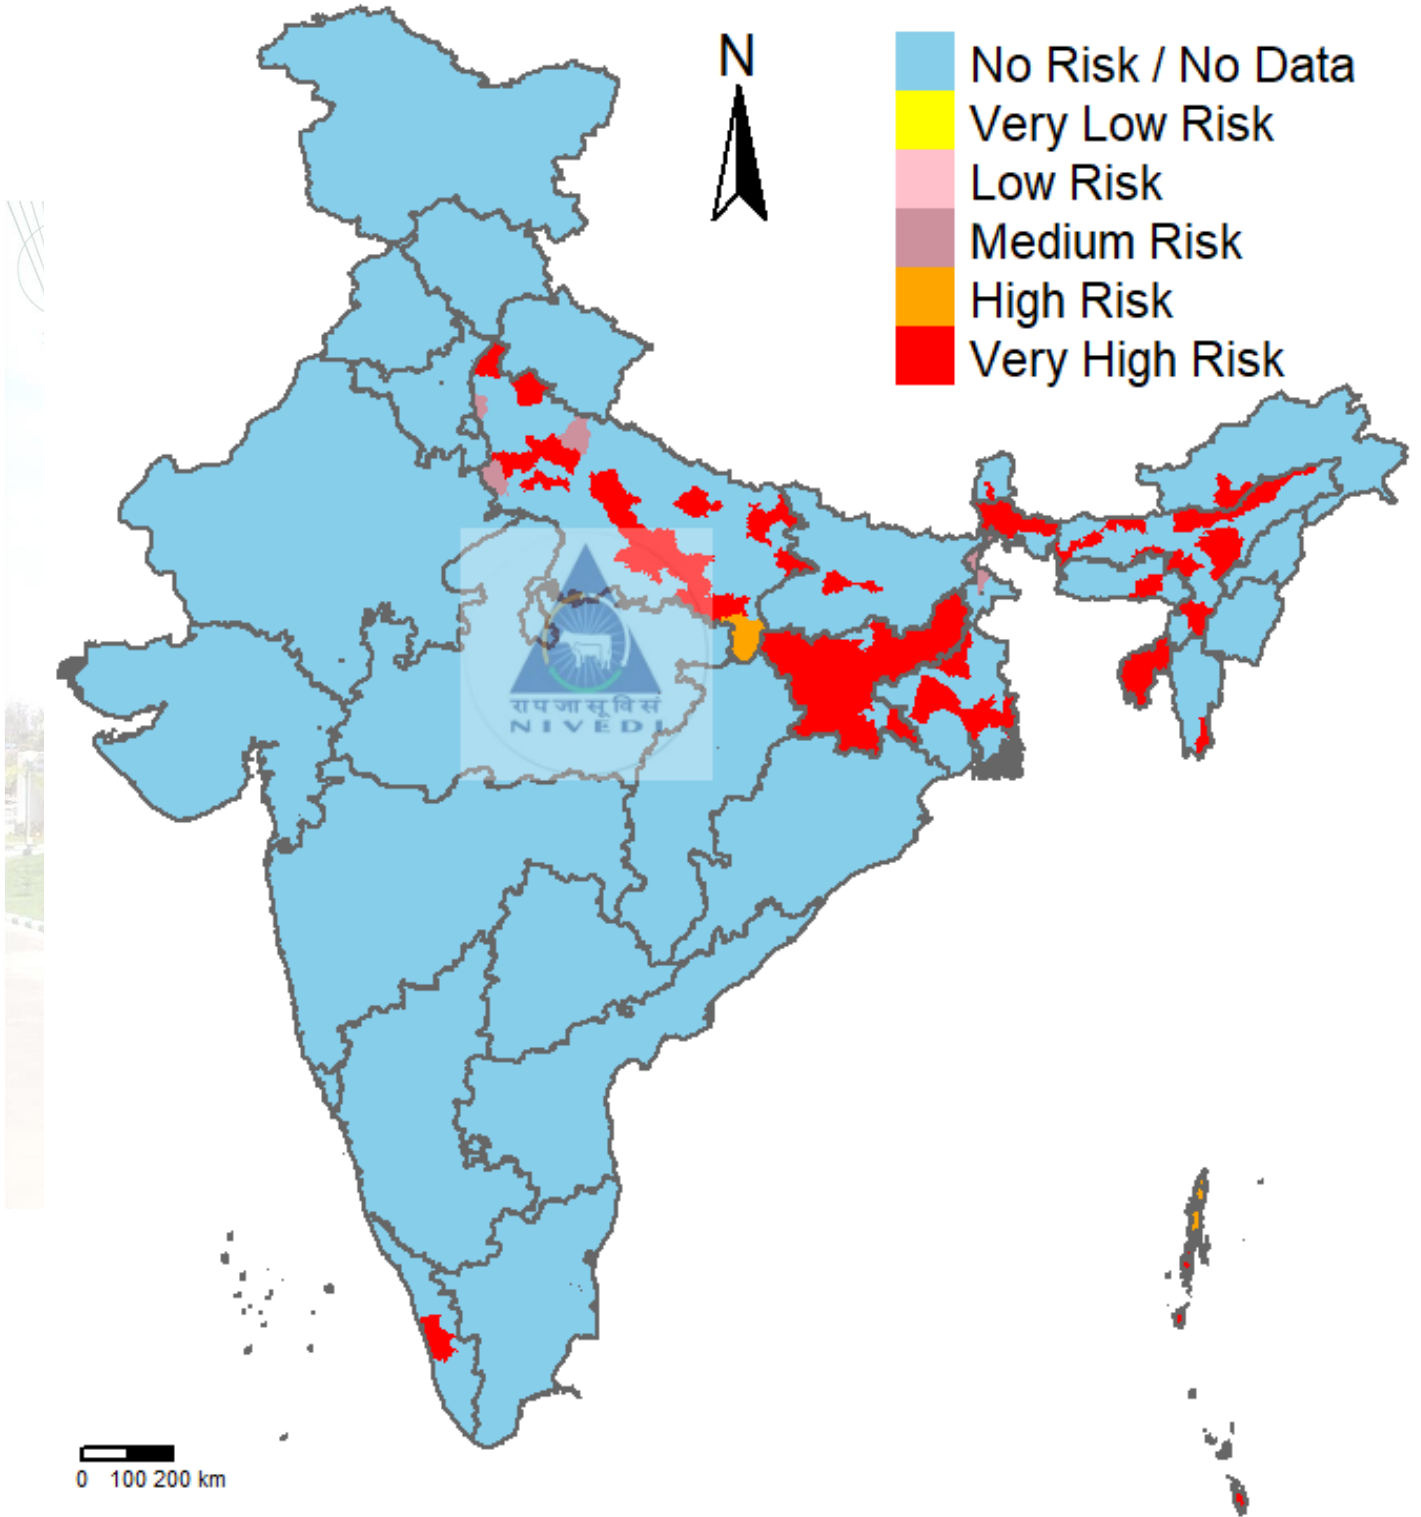 N
No Risk / No Data
Very Low Risk
Low Risk
Medium Risk
High Risk
Very High Risk
रा प जा सू वि सं
NIVEDI
0 100 200 km